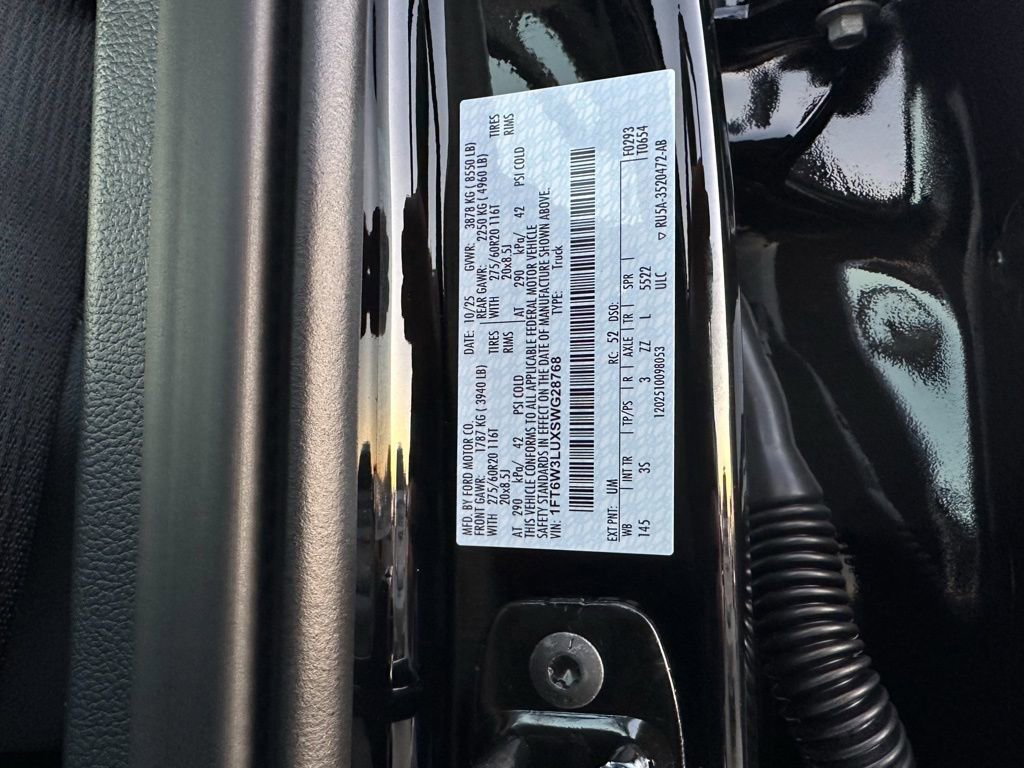 MFD. BY FORD MOTOR CO. DATE: 10/25 GVWR: 3878 KG ( 8550 LB)
FRONT GAWR: 1787 KG ( 3940 LB) REAR GAWR: 2250 KG ( 4960 LB)
WITH 275/60R20 116T TIRES WITH 275/60R20 116T TIRES
20x8.5J RIMS 20x8.5J RIMS
AT 290 kPa/ 42 PSI COLD AT 290 kPa/ 42 PSI COLD
THIS VEHICLE CONFORMS TO ALL APPLICABLE FEDERAL MOTOR VEHICLE
SAFETY STANDARDS IN EFFECT ON THE DATE OF MANUFACTURE SHOWN ABOVE.
VIN: 1FT6W3LUXSWG28768 TYPE: Truck
EXT PNT: UM RC: 52 DSO: F0293
WB INT TR TP/PS R AXLE TR SPR T0654
145 3S 3 ZZ L 5522
ULC
1202510098053 ▽ RU5A-3520472-AB